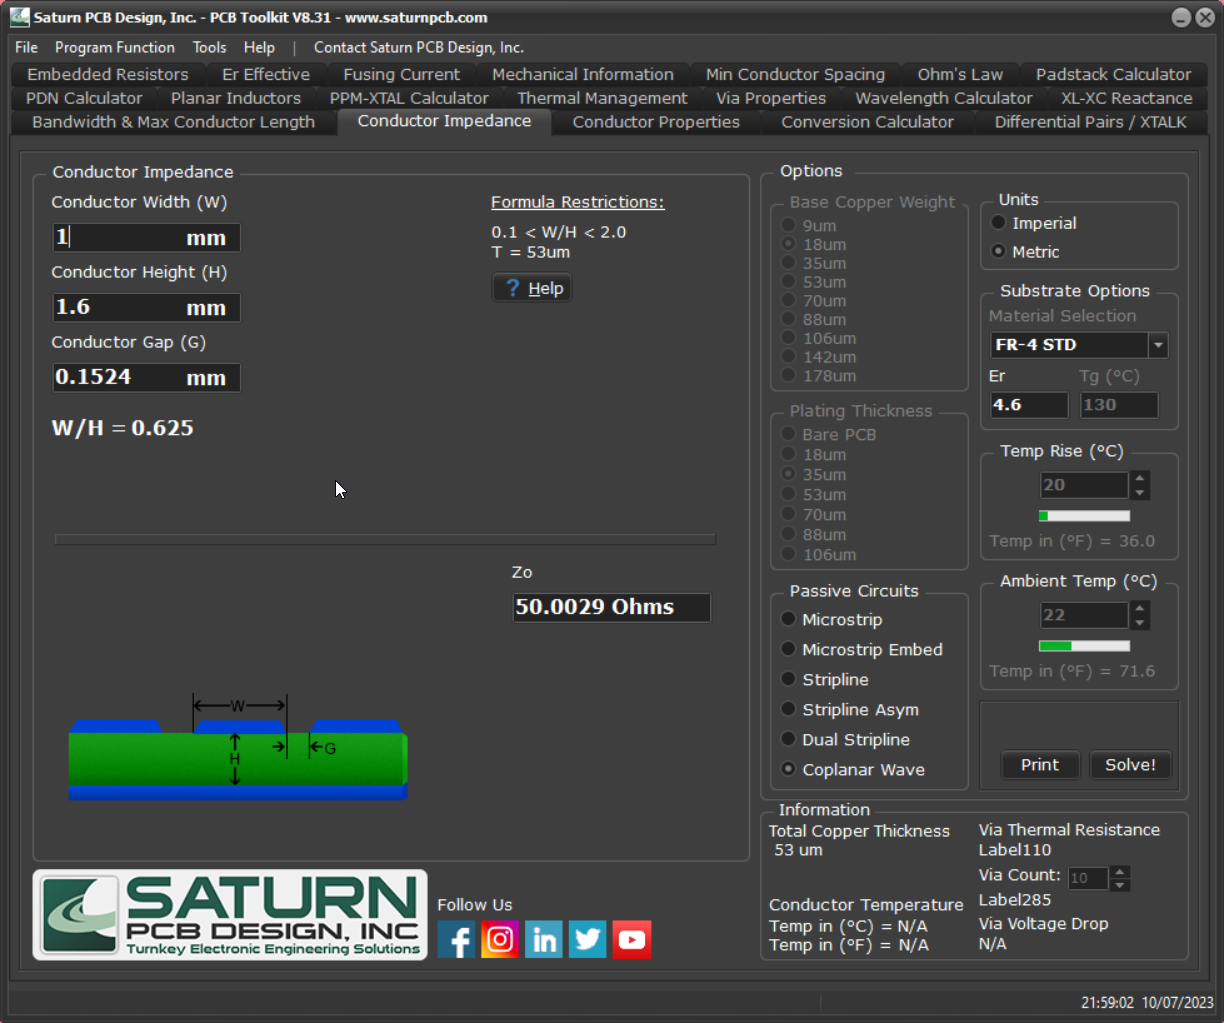 Saturn PCB Design, Inc. - PCB Toolkit V8.31 - www.saturnpcb.com
File Program Function Tools Help | Contact Saturn PCB Design, Inc.
Embedded Resistors Er Effective Fusing Current Mechanical Information Min Conductor Spacing Ohm's Law Padstack Calculator
PDN Calculator Planar Inductors PPM-XTAL Calculator Thermal Management Via Properties Wavelength Calculator XL-XC Reactance
Bandwidth & Max Conductor Length Conductor Impedance Conductor Properties Conversion Calculator Differential Pairs / XTALK
Conductor Impedance
Conductor Width (W)
1 mm
Conductor Height (H)
1.6 mm
Conductor Gap (G)
0.1524 mm
W/H = 0.625
Formula Restrictions:
0.1 < W/H < 2.0
T = 53um
? Help
Zo
50.0029 Ohms
W
H
G
Options
Base Copper Weight
9um
18um
35um
53um
70um
88um
106um
142um
178um
Plating Thickness
Bare PCB
18um
35um
53um
70um
88um
106um
Passive Circuits
Microstrip
Microstrip Embed
Stripline
Stripline Asym
Dual Stripline
Coplanar Wave
Units
Imperial
Metric
Substrate Options
Material Selection
FR-4 STD
Er Tg (°C)
4.6 130
Temp Rise (°C)
20
Temp in (°F) = 36.0
Ambient Temp (°C)
22
Temp in (°F) = 71.6
Print Solve!
Information
Total Copper Thickness
53 um
Conductor Temperature
Temp in (°C) = N/A
Temp in (°F) = N/A
Via Thermal Resistance
Label110
Via Count: 10
Label285
Via Voltage Drop
N/A
SATURN
PCB DESIGN, INC
Turnkey Electronic Engineering Solutions
Follow Us
21:59:02 10/07/2023